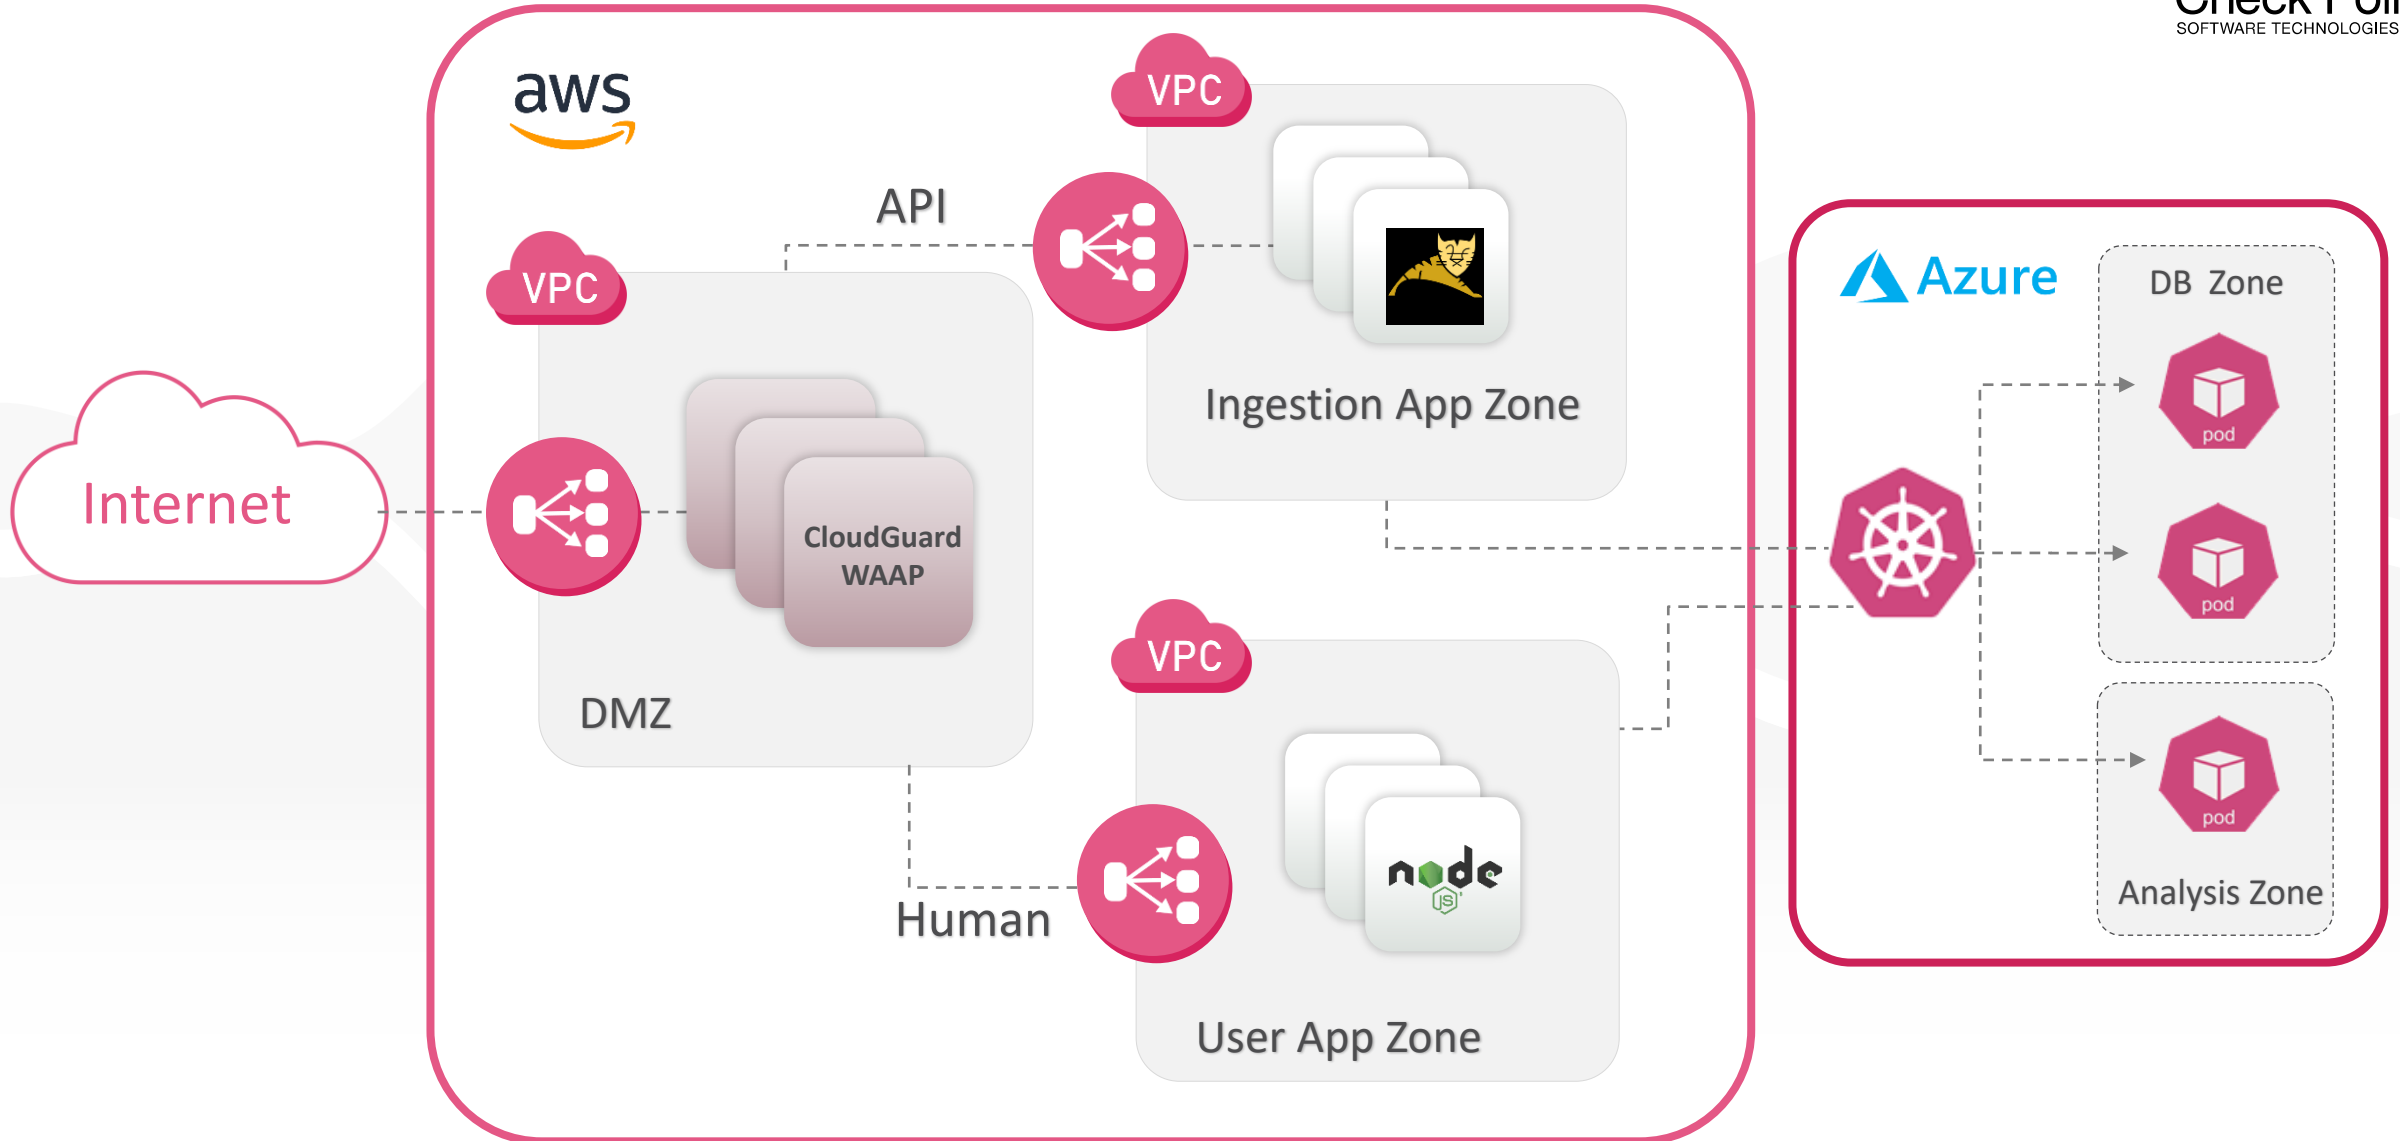 SOFTWARE TECHNOLOGIES
aws
VPC
API
VPC
Internet
CloudGuard
WAAP
DMZ
Ingestion App Zone
VPC
Human
node
JS
User App Zone
Azure
DB Zone
pod
pod
pod
Analysis Zone